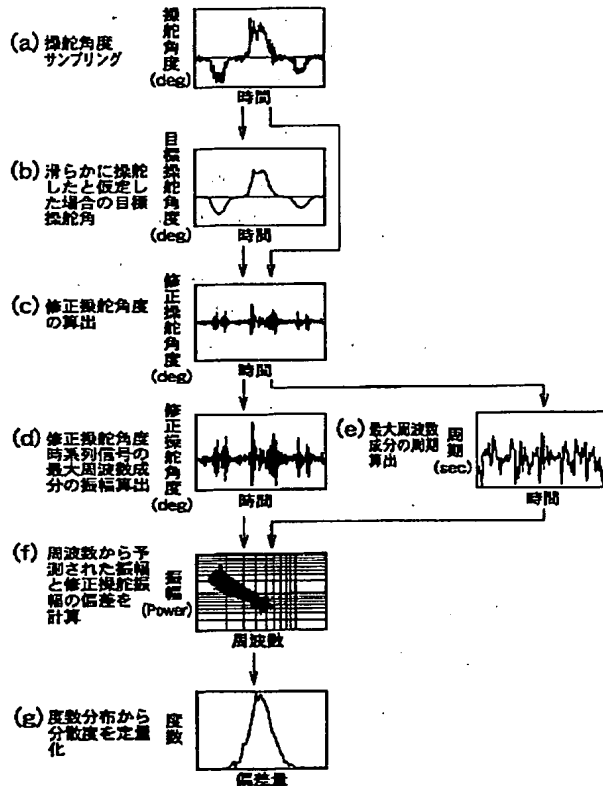 (a) 操舵角度
サンプリング
操舵角度
(deg)
時間
(b) 滑らかに操舵
したと仮定し
た場合の目標
操舵角
目標操舵角度
(deg)
時間
(c) 修正操舵角度
の算出
修正操舵角度
(deg)
時間
(d) 修正操舵角度
時系列信号の
最大周波数成
分の振幅算出
修正操舵角度
(deg)
時間
(e) 最大周波数
成分の周期
算出
周期
(sec)
時間
(f) 周波数から予
測された振幅
と修正操舵振
幅の偏差を
計算
振幅
(Power)
周波数
(g) 度数分布から
分散度を定量
化
度数
偏差量